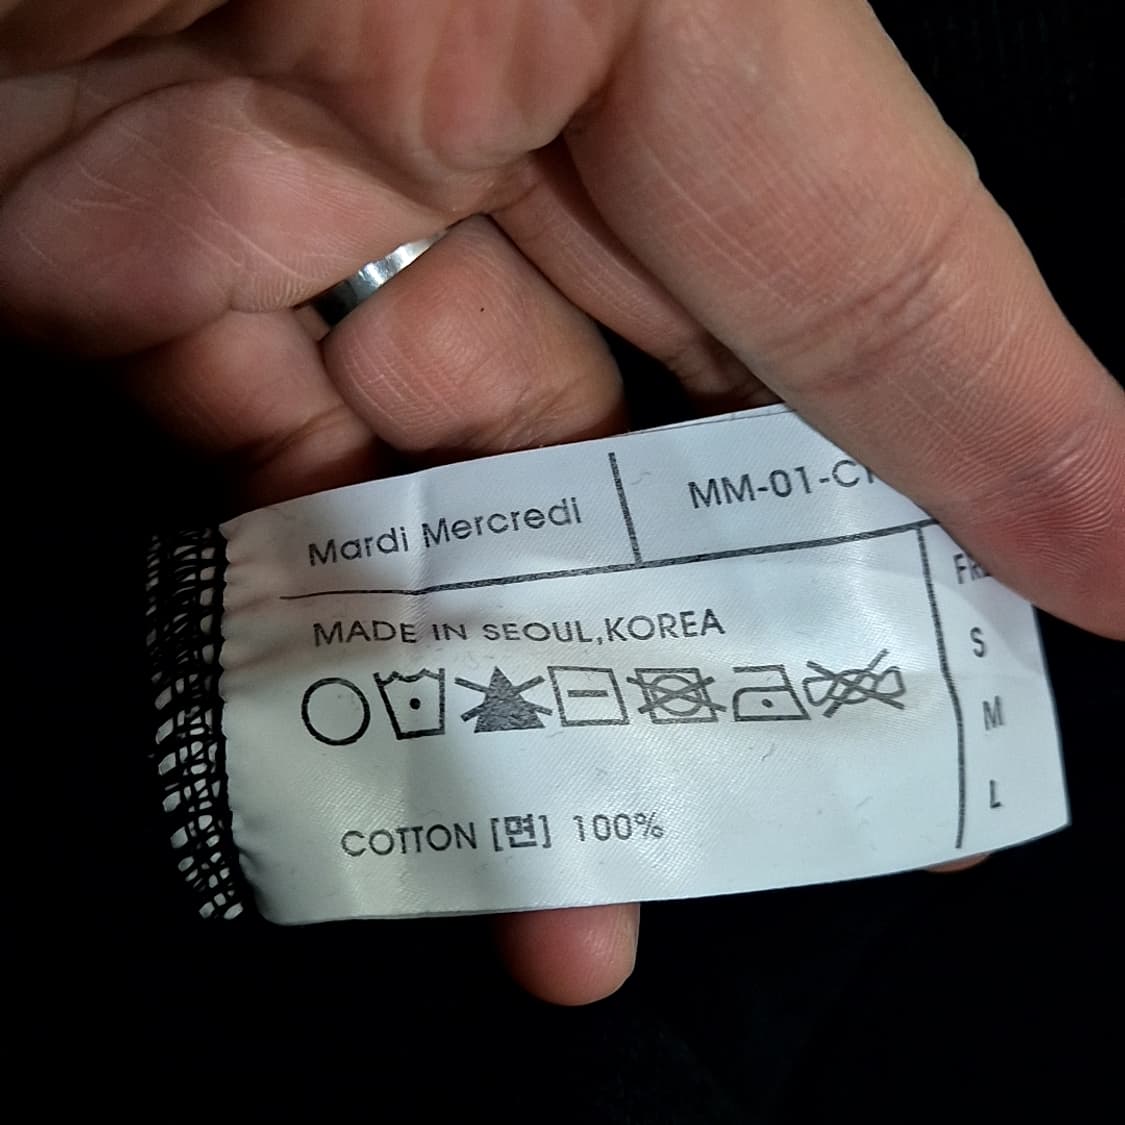 Mardi Mercredi
MM-01-
MADE IN SEOUL,KOREA
COTTON [면] 100%
S
M
L